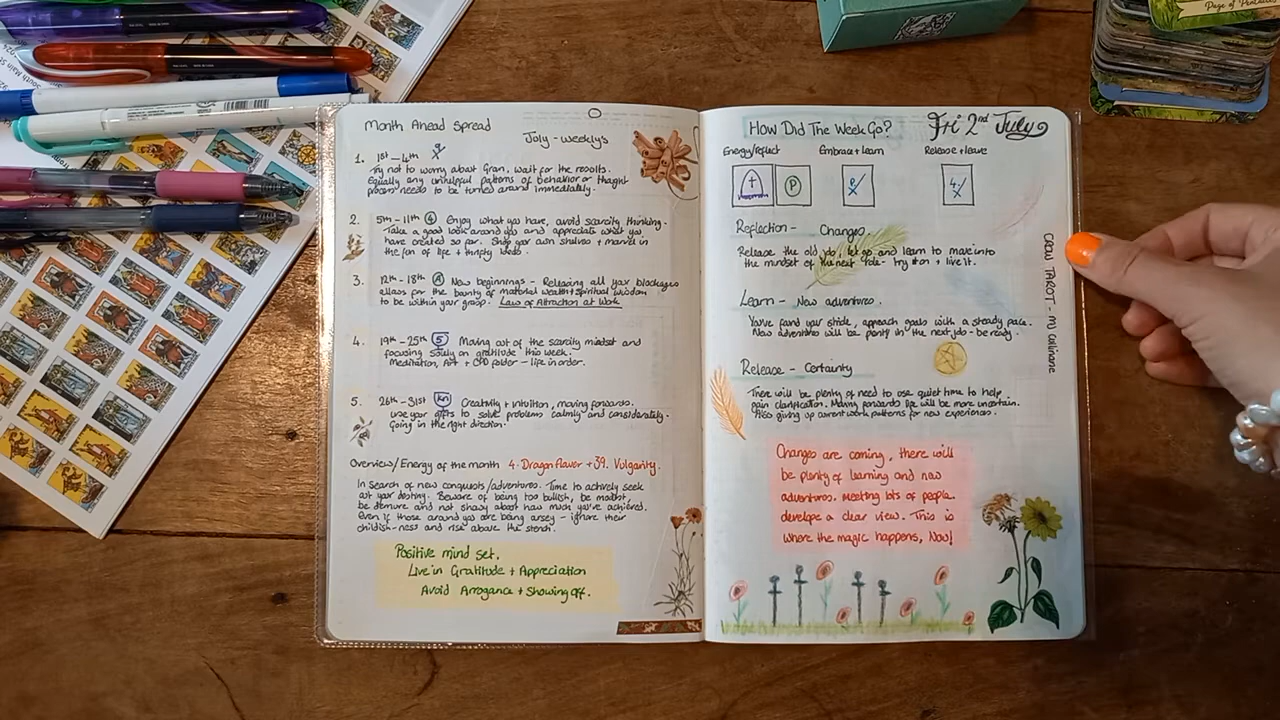 Month Ahead Spread
July - weeklys
1. 1st - 4th
Try not to worry about Gran, wait for the results.
Equally any unhelpful patterns of behavior or thought
process needs to be turned around immediately.
2. 5th - 11th 4 Enjoy what you have, avoid scarcity thinking.
Take a good look around you and appreciate what you
have created so far. Shop your own shelves + marvel in
the fun of life + thrifty looks.
3. 12th - 18th A New beginnings - Releasing all your blockages
allows for the bounty of material wealth + spiritual wisdom
to be within your grasp. Law of Attraction at Work
4. 19th - 25th 5 Moving out of the scarcity mindset and
focusing solely on gratitude this week.
Meditation, Art + CPD folder - life in order.
5. 26th - 31st Kn Creativity + intuition, moving forwards.
use your gifts to solve problems calmly and considerately.
Going in the right direction.
Overview/Energy of the month 4. Dragon flower + 39. Vulgarity.
In search of new conquests/adventures. Time to actively seek
out your destiny. Beware of being too bullish, be modest,
be demure and not showy about how much you've achieved.
Even if those around you are being arsey - ignore their
childish-ness and rise above the stench.
Positive mind set.
Live in Gratitude + Appreciation
Avoid Arrogance + Showing off.
How Did The Week Go?
Fri 2nd July
Energy/reflect Embrace + learn Release + leave
P
4
Reflection - Changes
Release the old job, let go and learn to move into
the mindset of the next role - Try it on + live it.
Learn - New adventures.
You've found your stride, approach goals with a steady pace.
New adventures will be plenty in the next job - be ready.
Release - Certainty
There will be plenty of need to use quiet time to help
gain clarification. Moving forwards life will be more uncertain.
Also giving up current work patterns for new experiences.
Changes are coming, there will
be plenty of learning and new
adventures. Meeting lots of people.
develope a clear view. This is
where the magic happens, Now!
CROW TAROT - MJ Cullinane
Page of Pentacles
South Main St